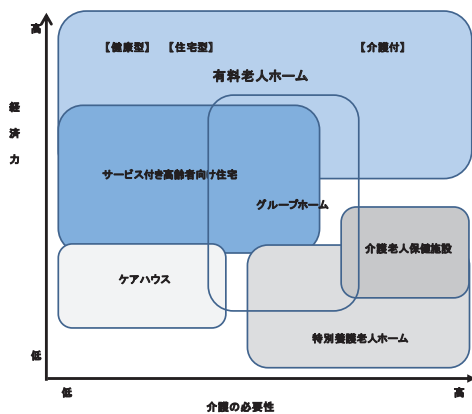 高
【健康型】 【住宅型】 【介護付】
有料老人ホーム
経済力
サービス付き高齢者向け住宅
グループホーム
介護老人保健施設
ケアハウス
特別養護老人ホーム
低
低 高
介護の必要性